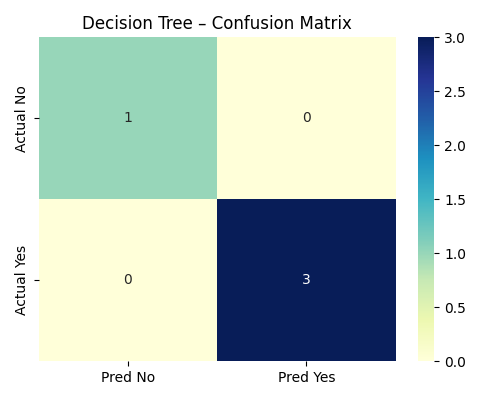 Decision Tree – Confusion Matrix
Actual No
Actual Yes
1
0
0
3
Pred No
Pred Yes
3.0
2.5
2.0
1.5
1.0
0.5
0.0